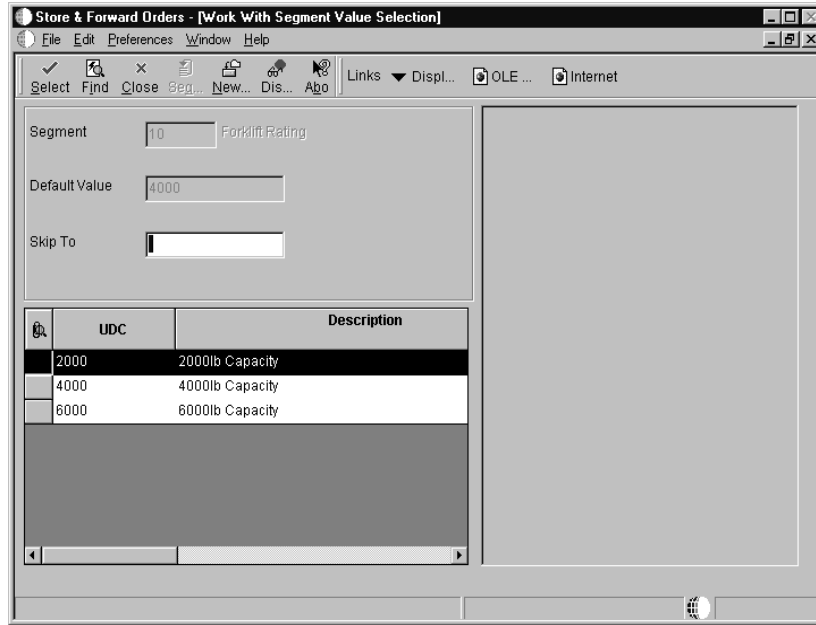 Store & Forward Orders - [Work With Segment Value Selection]
File Edit Preferences Window Help
Select Find Close Seq... New... Dis... Abo Links Displ... OLE ... Internet
Segment 10 Forklift Rating
Default Value 4000
Skip To
UDC Description
2000 2000lb Capacity
4000 4000lb Capacity
6000 6000lb Capacity